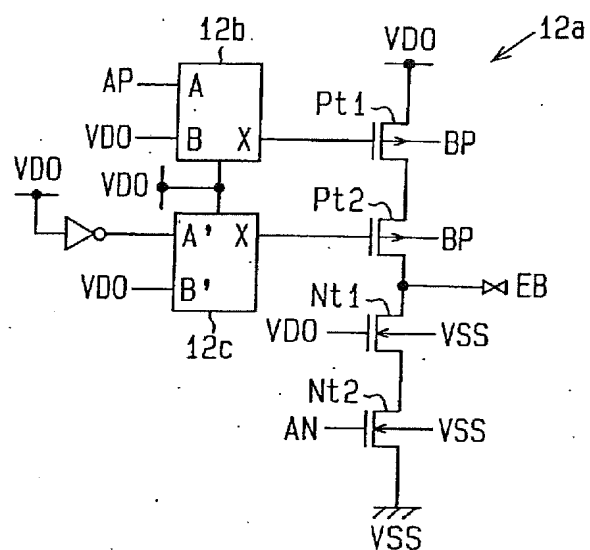 12b
VDO
12a
AP
A
Pt1
VDO
B
X
BP
VDO
VDO
Pt2
A'
X
BP
VDO
B'
Nt1
EB
12c
VDO
VSS
Nt2
AN
VSS
VSS